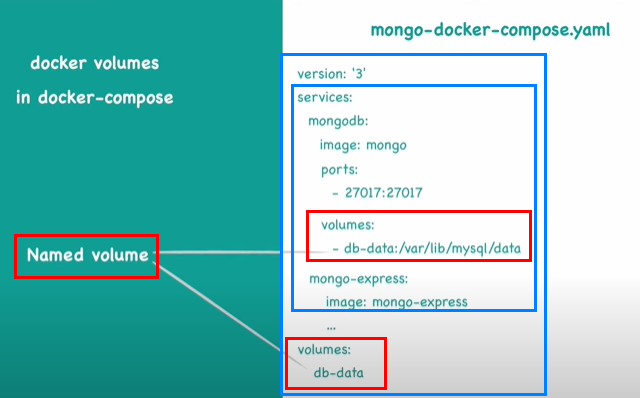 mongo-docker-compose.yaml
docker volumes
in docker-compose
Named volume
version: '3'
services:
mongodb:
image: mongo
ports:
- 27017:27017
volumes:
- db-data:/var/lib/mysql/data
mongo-express:
image: mongo-express
...
volumes:
db-data